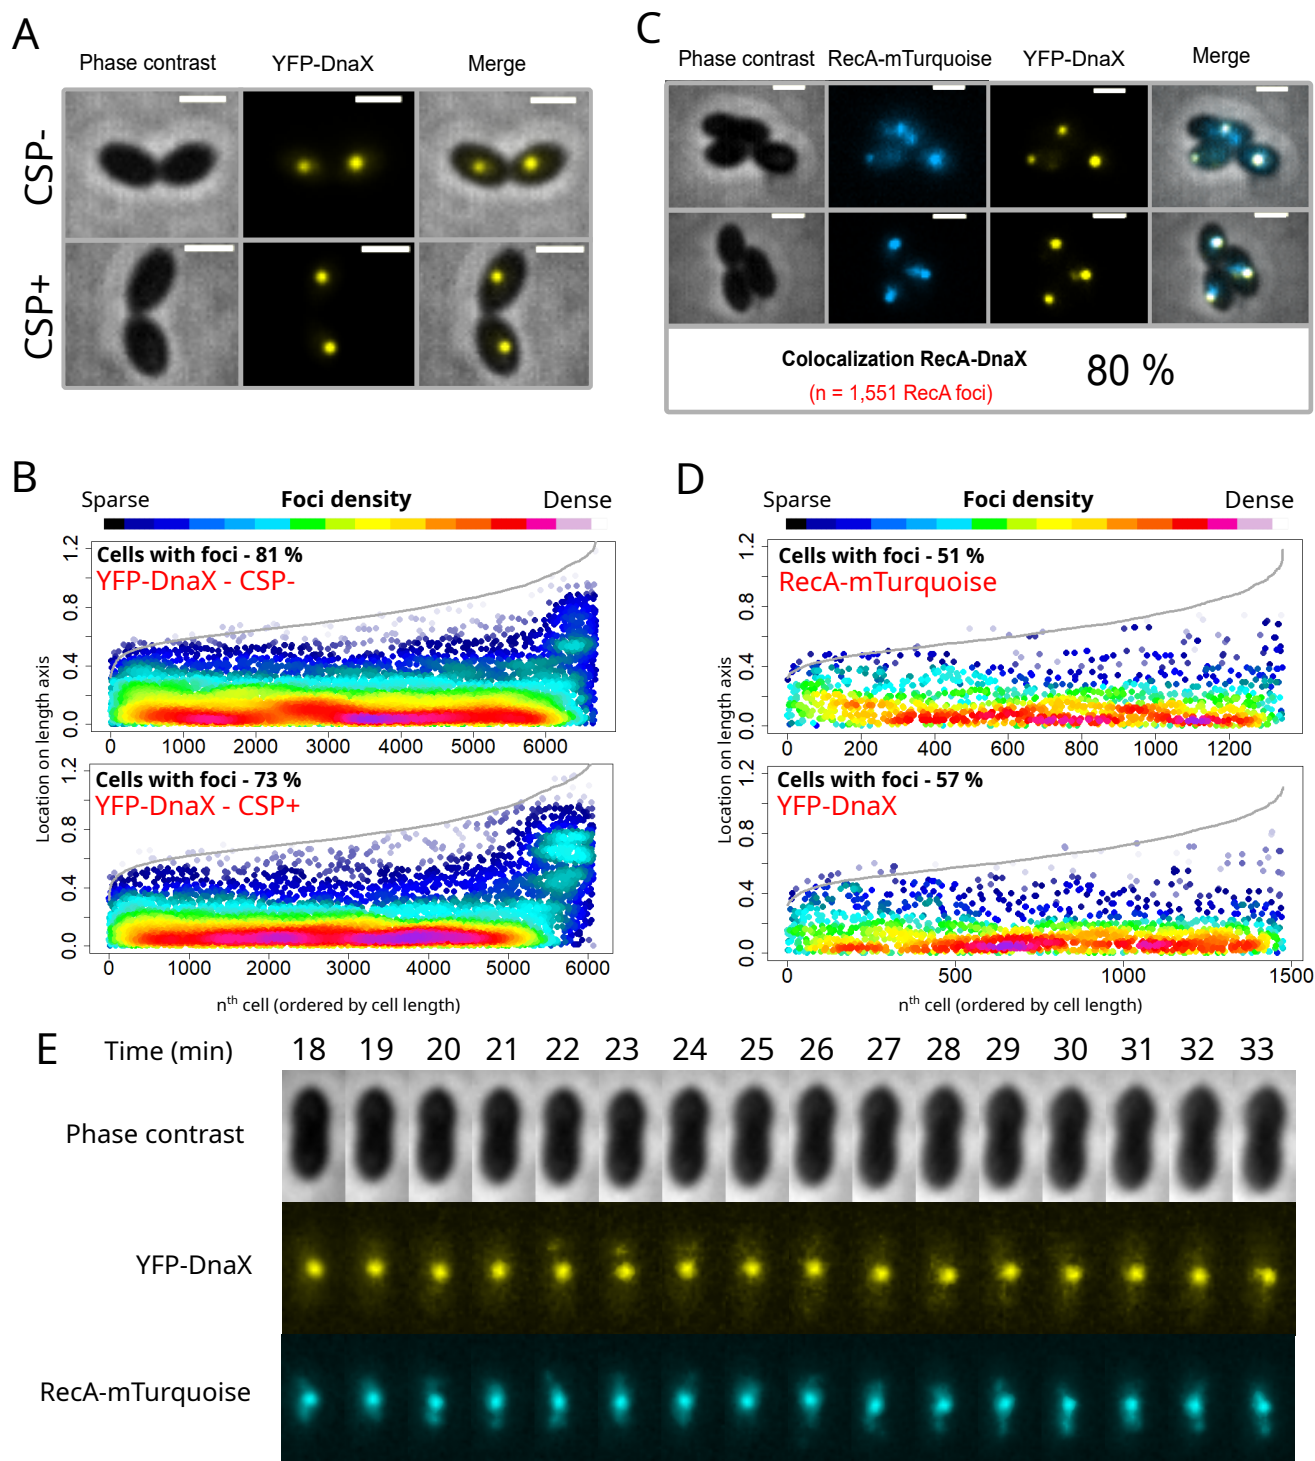 A
Phase contrast YFP-DnaX Merge
CSP-
CSP+
C
Phase contrast RecA-mTurquoise YFP-DnaX Merge
Colocalization RecA-DnaX 80 %
(n = 1,551 RecA foci)
B
Sparse Foci density Dense
Location on length axis
1.2
0.8
0.4
0.0
Cells with foci - 81 %
YFP-DnaX - CSP-
0 1000 2000 3000 4000 5000 6000
1.2
0.8
0.4
0.0
Cells with foci - 73 %
YFP-DnaX - CSP+
0 1000 2000 3000 4000 5000 6000
nth cell (ordered by cell length)
D
Sparse Foci density Dense
Location on length axis
1.2
0.8
0.4
0.0
Cells with foci - 51 %
RecA-mTurquoise
0 200 400 600 800 1000 1200
1.2
0.8
0.4
0.0
Cells with foci - 57 %
YFP-DnaX
0 500 1000 1500
nth cell (ordered by cell length)
E
Time (min) 18 19 20 21 22 23 24 25 26 27 28 29 30 31 32 33
Phase contrast
YFP-DnaX
RecA-mTurquoise